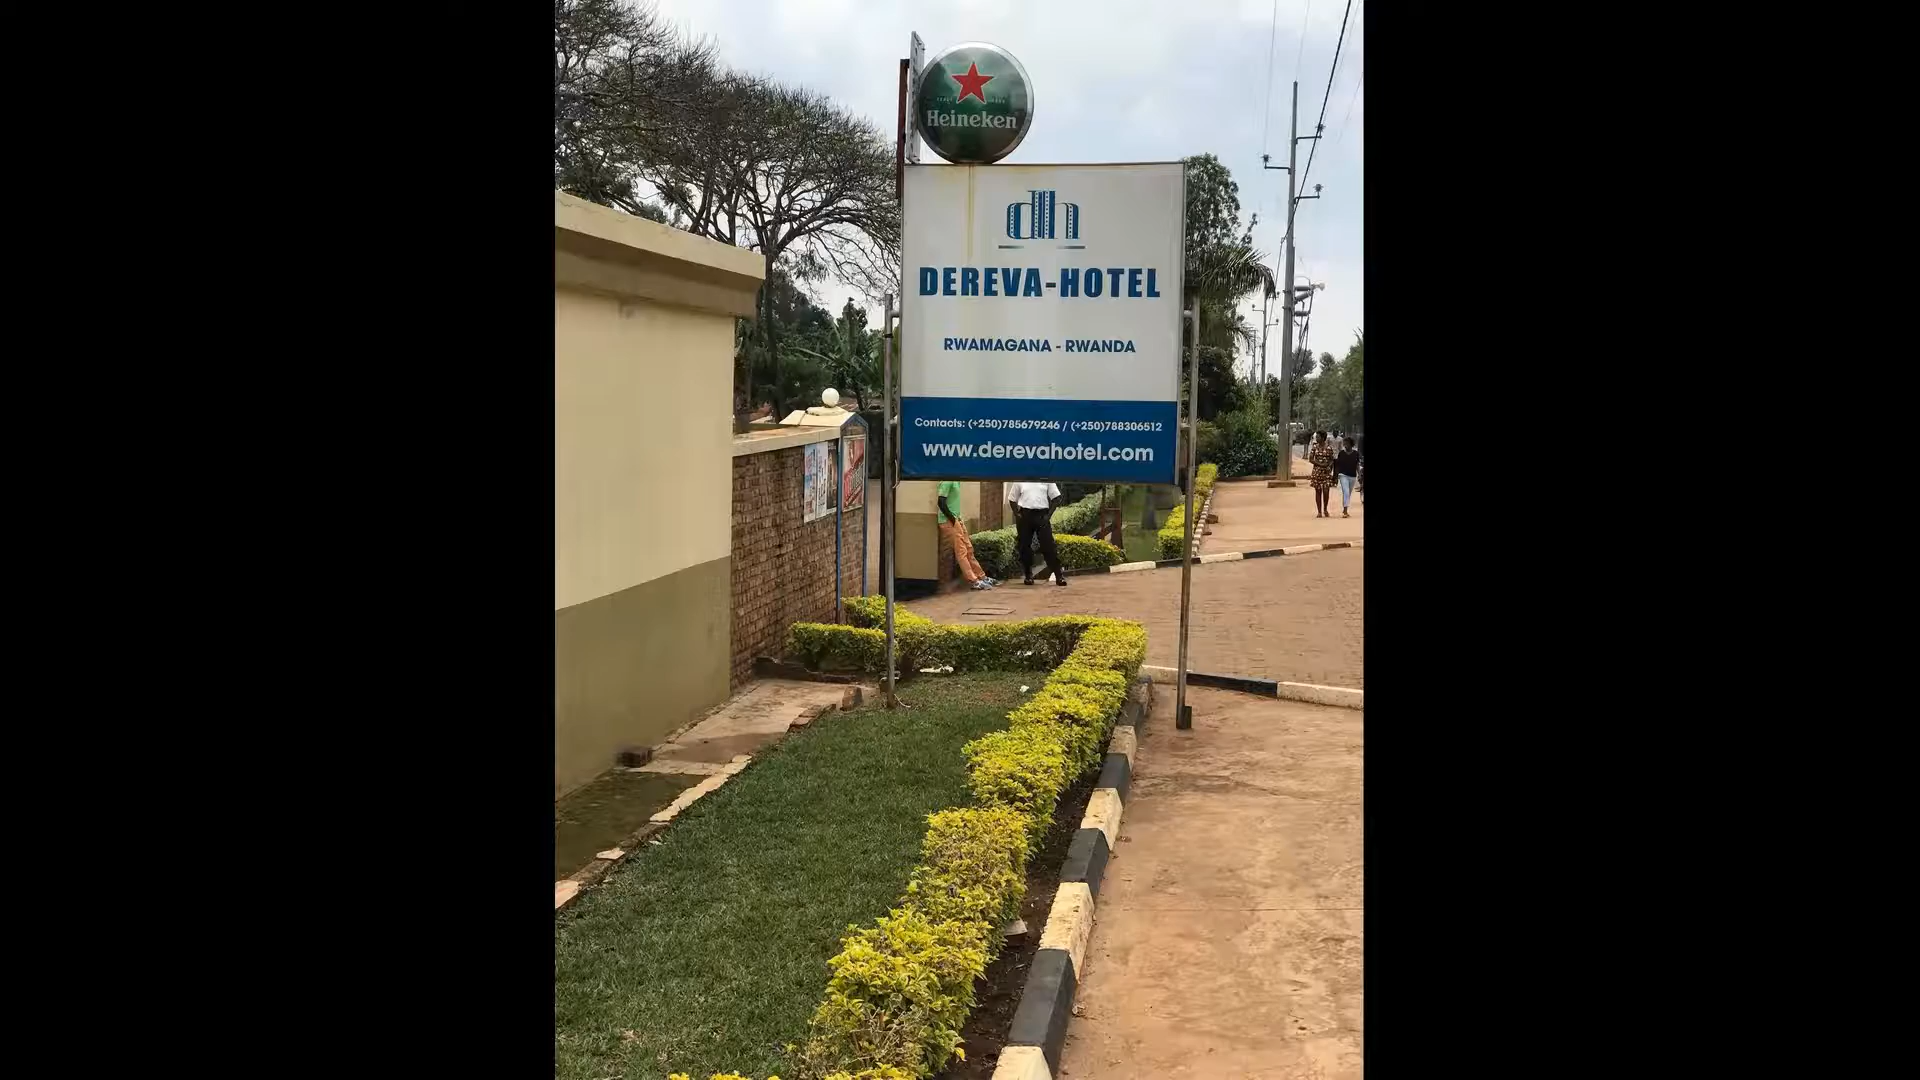 Heineken
dh
DEREVA-HOTEL
RWAMAGANA - RWANDA
Contacts: (+250)785679246 / (+250)788306512
www.derevahotel.com